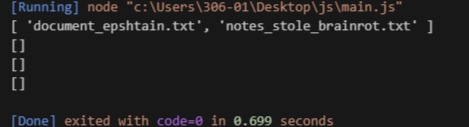 [Running] node "c:\Users\306-01\Desktop\js\main.js"
[ 'document_epshtain.txt', 'notes_stole_brainrot.txt' ]
[]
[]
[]
[Done] exited with code=0 in 0.699 seconds